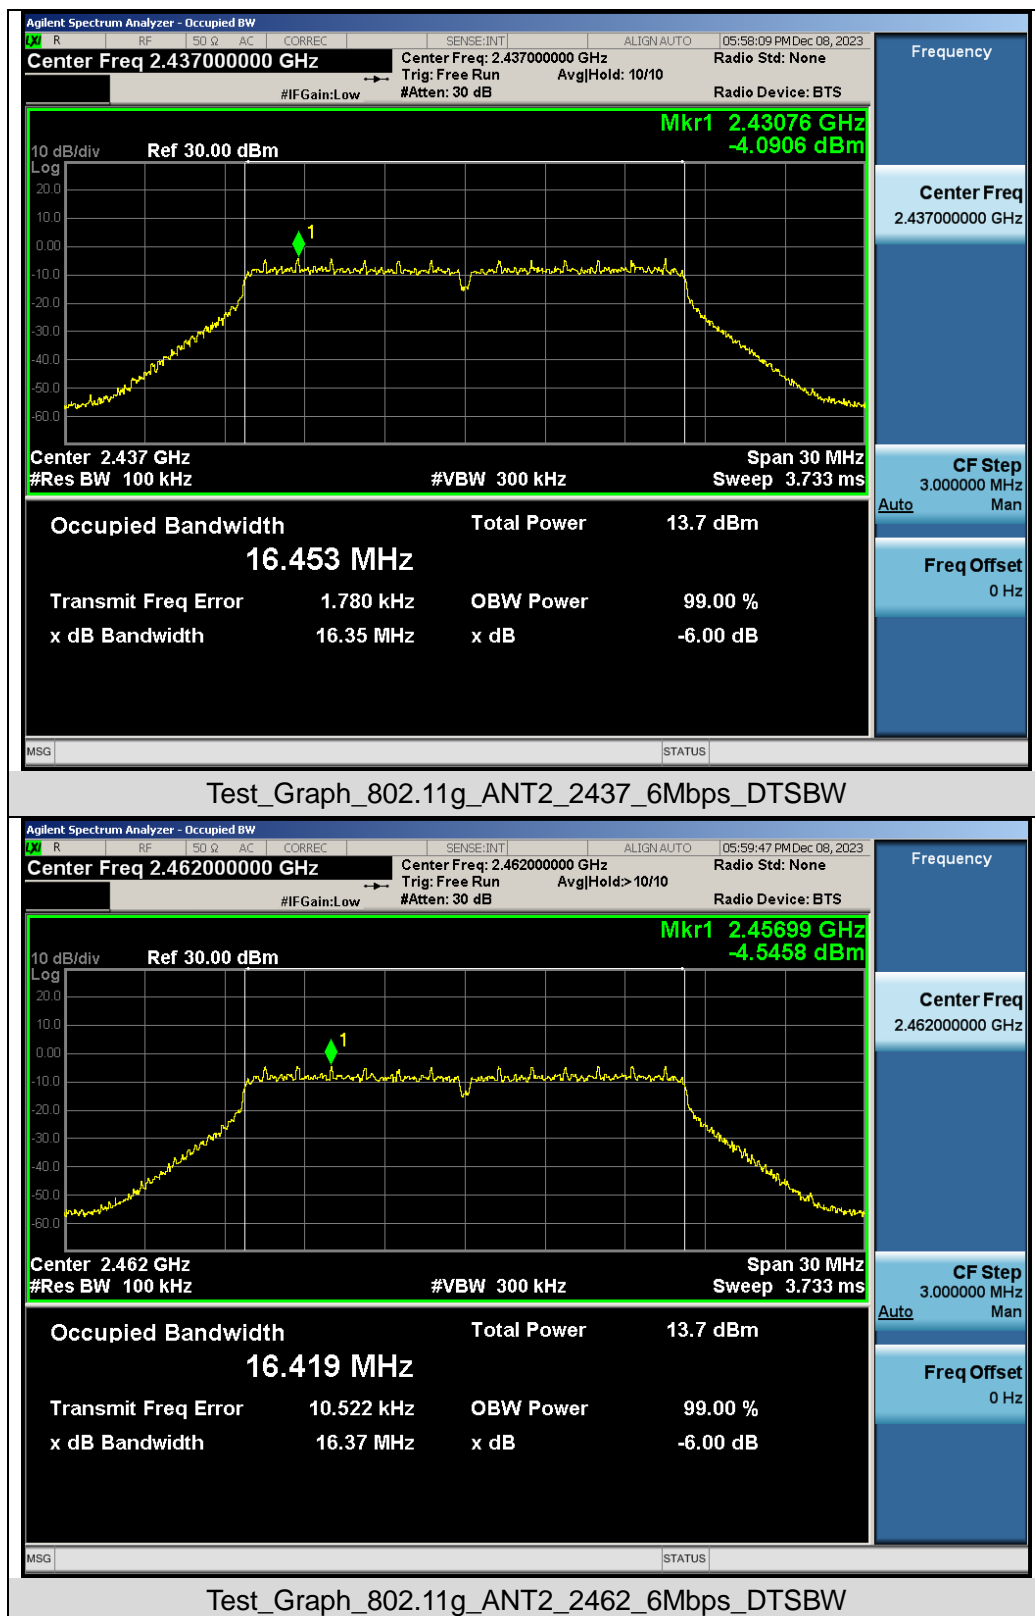 Agilent Spectrum Analyzer - Occupied BW
LXI R RF 50 Ω AC CORREC SENSE:INT ALIGN AUTO 05:58:09 PM Dec 08, 2023
Center Freq 2.437000000 GHz
Center Freq: 2.437000000 GHz
Radio Std: None
Trig: Free Run Avg|Hold: 10/10
#IFGain:Low
#Atten: 30 dB
Radio Device: BTS
Frequency
Mkr1 2.43076 GHz
-4.0906 dBm
10 dB/div Ref 30.00 dBm
Log
20.0
10.0
0.00
-10.0
-20.0
-30.0
-40.0
-50.0
-60.0
1
Center 2.437 GHz Span 30 MHz
#Res BW 100 kHz #VBW 300 kHz Sweep 3.733 ms
Center Freq
2.437000000 GHz
CF Step
3.000000 MHz
Auto Man
Freq Offset
0 Hz
Occupied Bandwidth Total Power 13.7 dBm
16.453 MHz
Transmit Freq Error 1.780 kHz OBW Power 99.00 %
x dB Bandwidth 16.35 MHz x dB -6.00 dB
MSG STATUS
Test_Graph_802.11g_ANT2_2437_6Mbps_DTSBW
Agilent Spectrum Analyzer - Occupied BW
LXI R RF 50 Ω AC CORREC SENSE:INT ALIGN AUTO 05:59:47 PM Dec 08, 2023
Center Freq 2.462000000 GHz
Center Freq: 2.462000000 GHz
Radio Std: None
Trig: Free Run Avg|Hold:>10/10
#IFGain:Low
#Atten: 30 dB
Radio Device: BTS
Frequency
Mkr1 2.45699 GHz
-4.5458 dBm
10 dB/div Ref 30.00 dBm
Log
20.0
10.0
0.00
-10.0
-20.0
-30.0
-40.0
-50.0
-60.0
1
Center 2.462 GHz Span 30 MHz
#Res BW 100 kHz #VBW 300 kHz Sweep 3.733 ms
Center Freq
2.462000000 GHz
CF Step
3.000000 MHz
Auto Man
Freq Offset
0 Hz
Occupied Bandwidth Total Power 13.7 dBm
16.419 MHz
Transmit Freq Error 10.522 kHz OBW Power 99.00 %
x dB Bandwidth 16.37 MHz x dB -6.00 dB
MSG STATUS
Test_Graph_802.11g_ANT2_2462_6Mbps_DTSBW